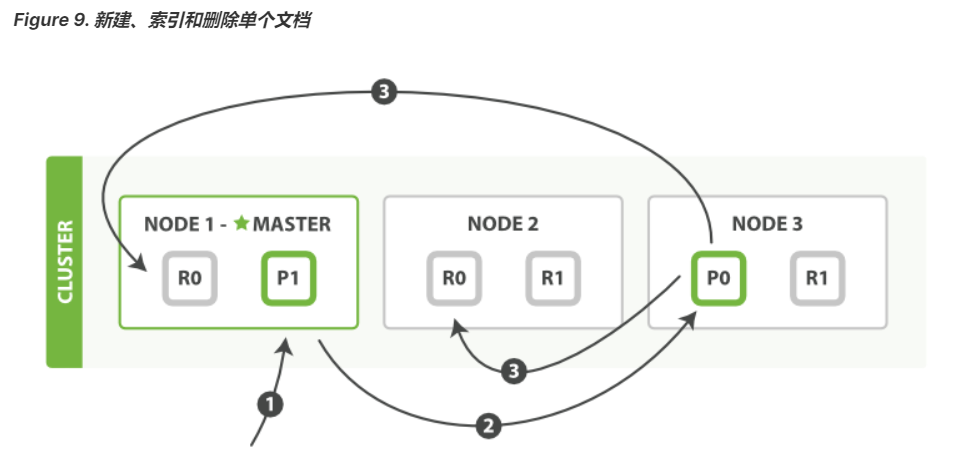 Figure 9. 新建、索引和删除单个文档
3
CLUSTER
NODE 1 - ★ MASTER
R0
P1
NODE 2
R0
R1
NODE 3
P0
R1
3
1
2